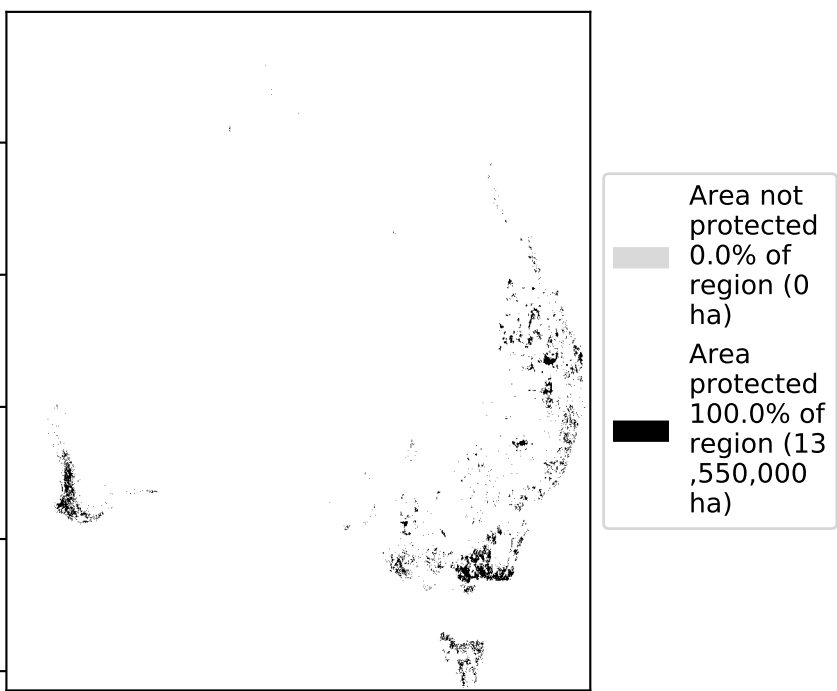 Area not
protected
0.0% of
region (0
ha)
Area
protected
100.0% of
region (13
,550,000
ha)